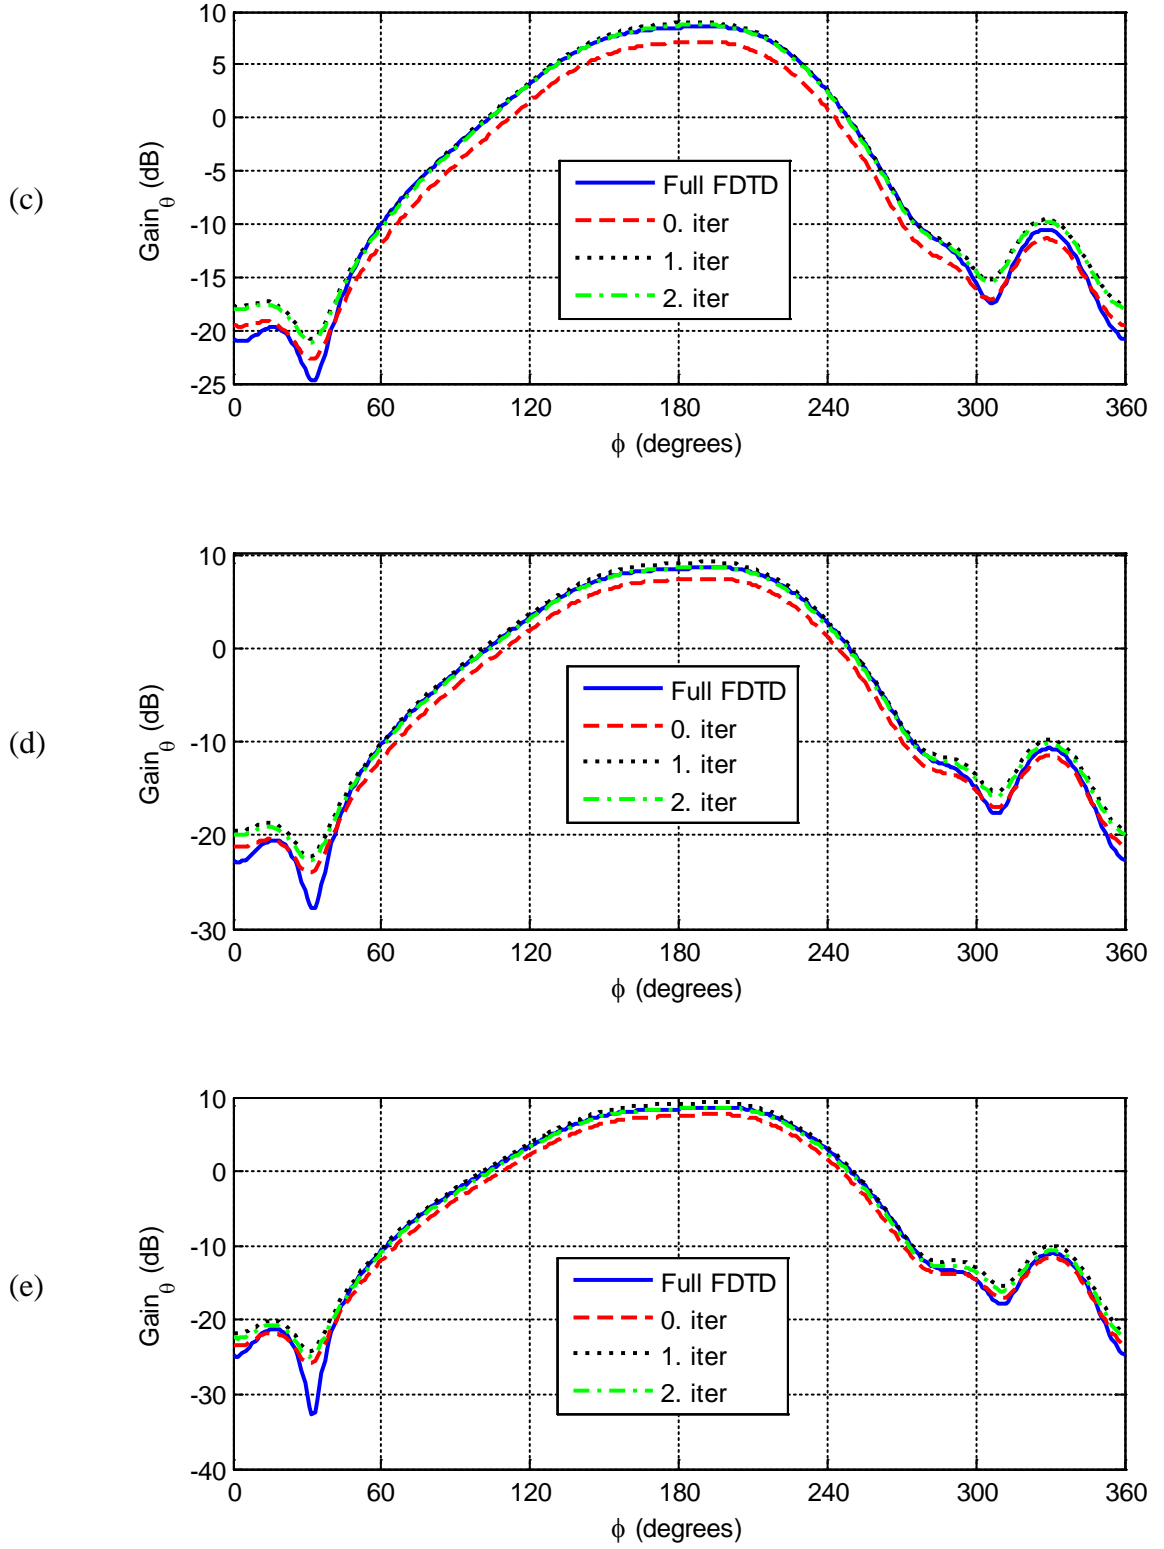 (c)
Gain_θ (dB)
10
5
0
-5
-10
-15
-20
-25
Full FDTD
0. iter
1. iter
2. iter
0 60 120 180 240 300 360
ϕ (degrees)
(d)
Gain_θ (dB)
10
0
-10
-20
-30
Full FDTD
0. iter
1. iter
2. iter
0 60 120 180 240 300 360
ϕ (degrees)
(e)
Gain_θ (dB)
10
0
-10
-20
-30
-40
Full FDTD
0. iter
1. iter
2. iter
0 60 120 180 240 300 360
ϕ (degrees)